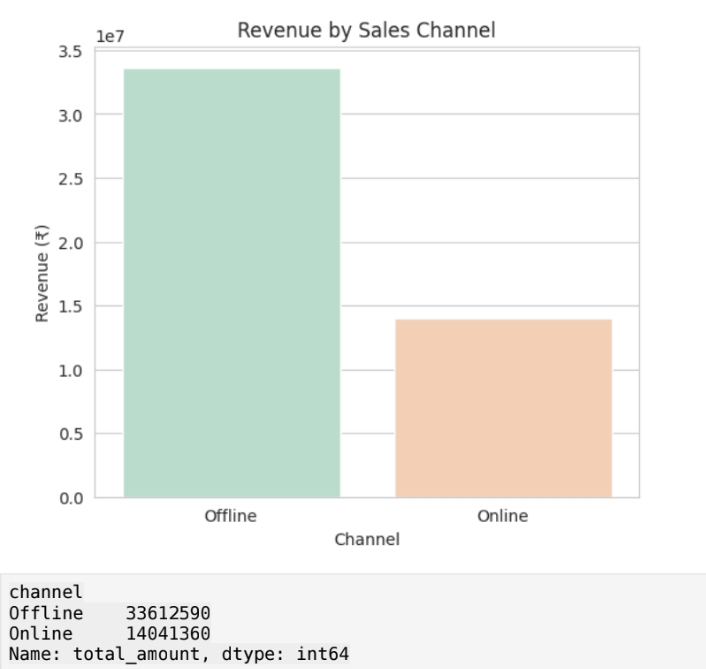 Revenue by Sales Channel
1e7
3.5
3.0
2.5
2.0
1.5
1.0
0.5
0.0
Revenue (₹)
Offline Online
Channel
channel
Offline    33612590
Online     14041360
Name: total_amount, dtype: int64